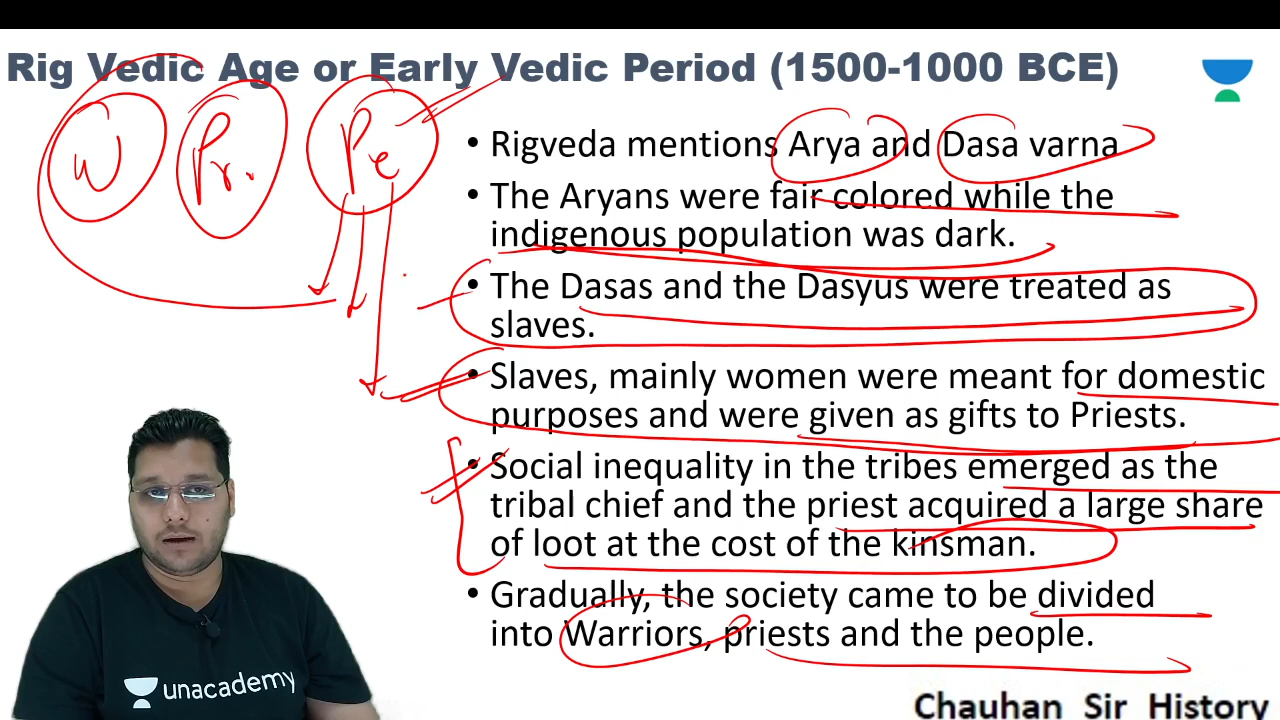 Rig Vedic Age or Early Vedic Period (1500-1000 BCE)
W Pr. Pe
• Rigveda mentions Arya and Dasa varna
• The Aryans were fair colored while the
indigenous population was dark.
• The Dasas and the Dasyus were treated as
slaves.
• Slaves, mainly women were meant for domestic
purposes and were given as gifts to Priests.
• Social inequality in the tribes emerged as the
tribal chief and the priest acquired a large share
of loot at the cost of the kinsman.
• Gradually, the society came to be divided
into Warriors, priests and the people.
unacademy
Chauhan Sir History